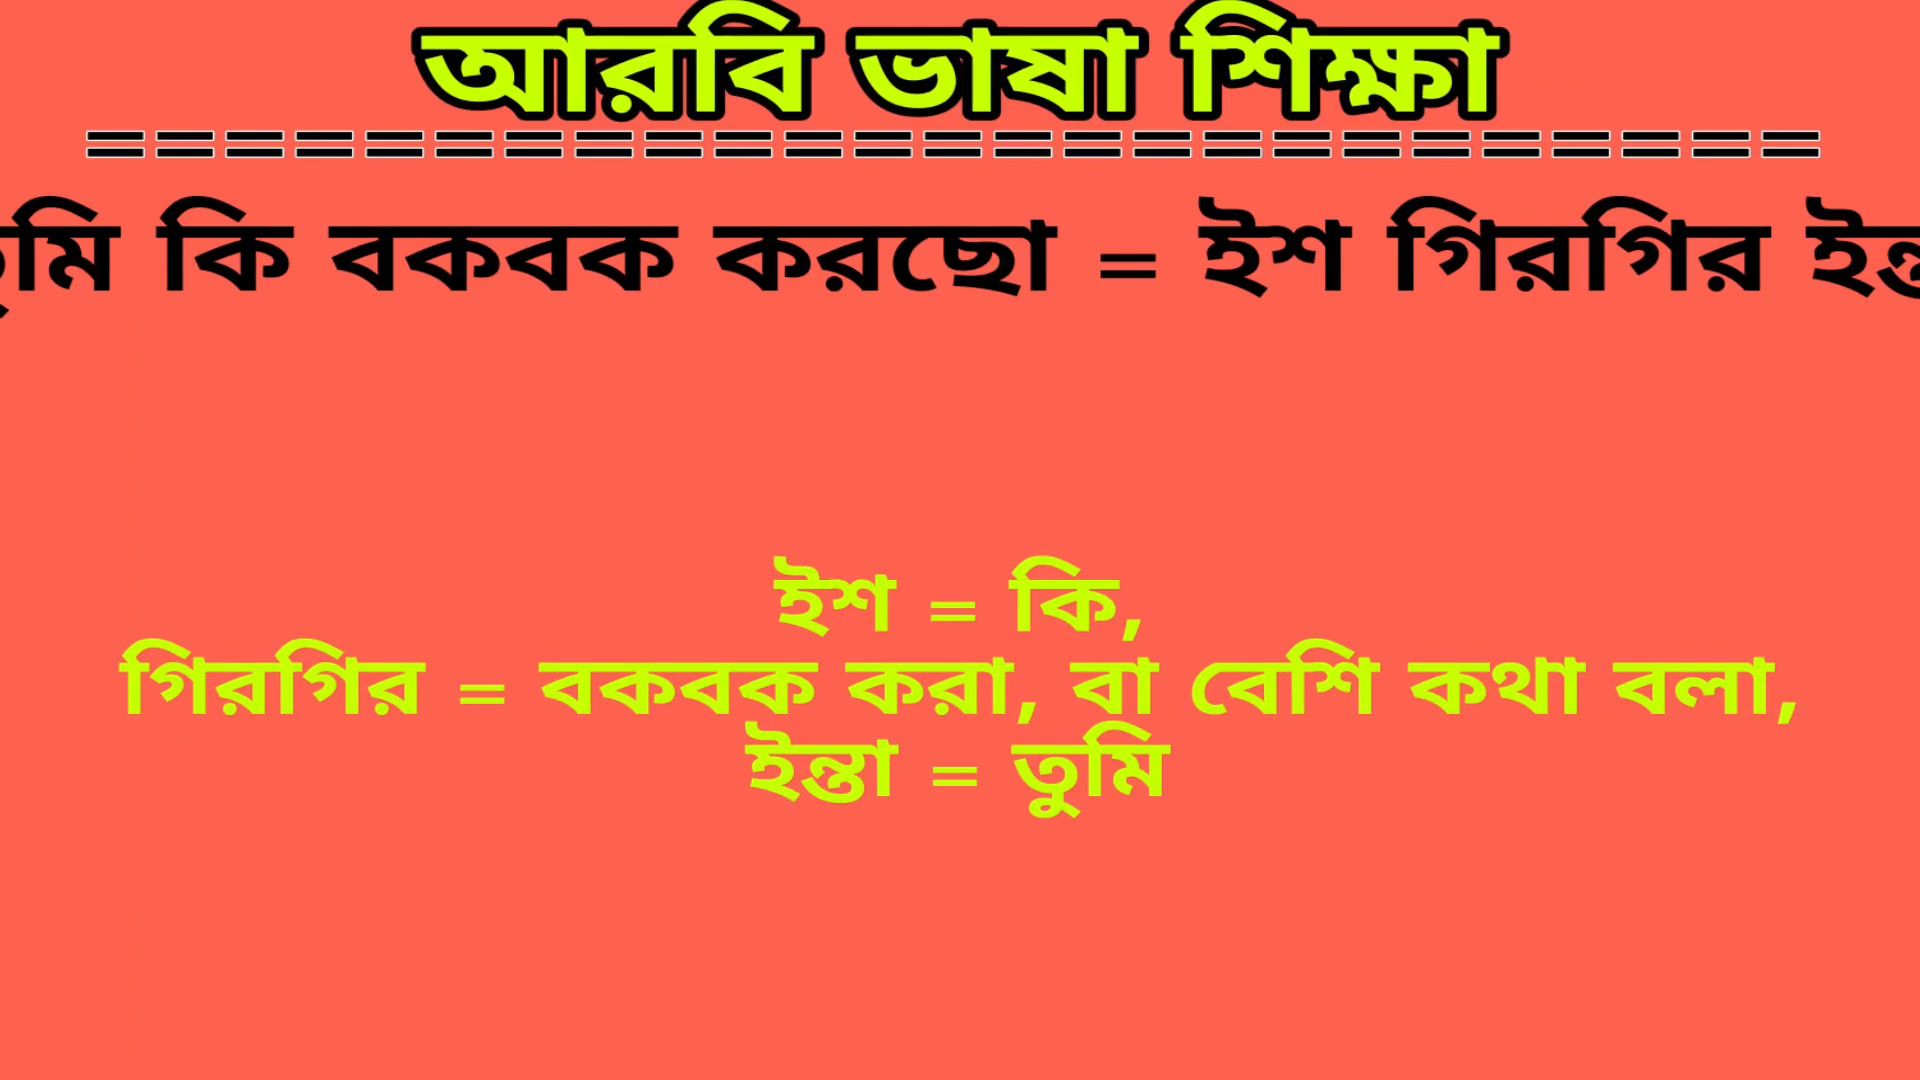 আরবি ভাষা শিক্ষা
=========================
কি বকবক করছো = ইশ গিরগির
ইশ = কি,
গিরগির = বকবক করা, বা বেশি কথা বলা,
ইন্তা = তুমি